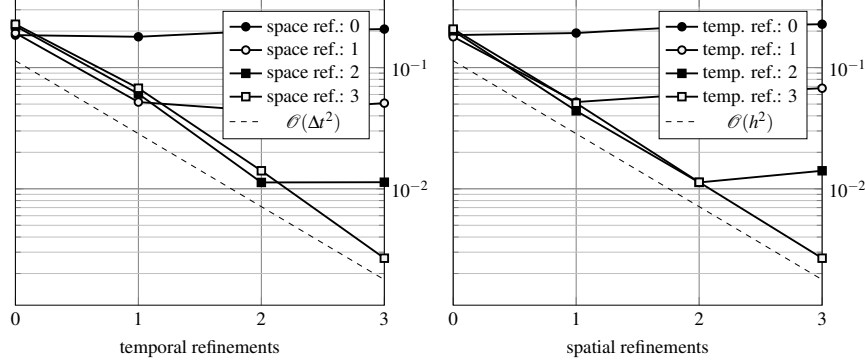 space ref.: 0
space ref.: 1
space ref.: 2
space ref.: 3
𝒪(Δt²)
10⁻¹
10⁻²
0 1 2 3
temporal refinements
temp. ref.: 0
temp. ref.: 1
temp. ref.: 2
temp. ref.: 3
𝒪(h²)
10⁻¹
10⁻²
0 1 2 3
spatial refinements